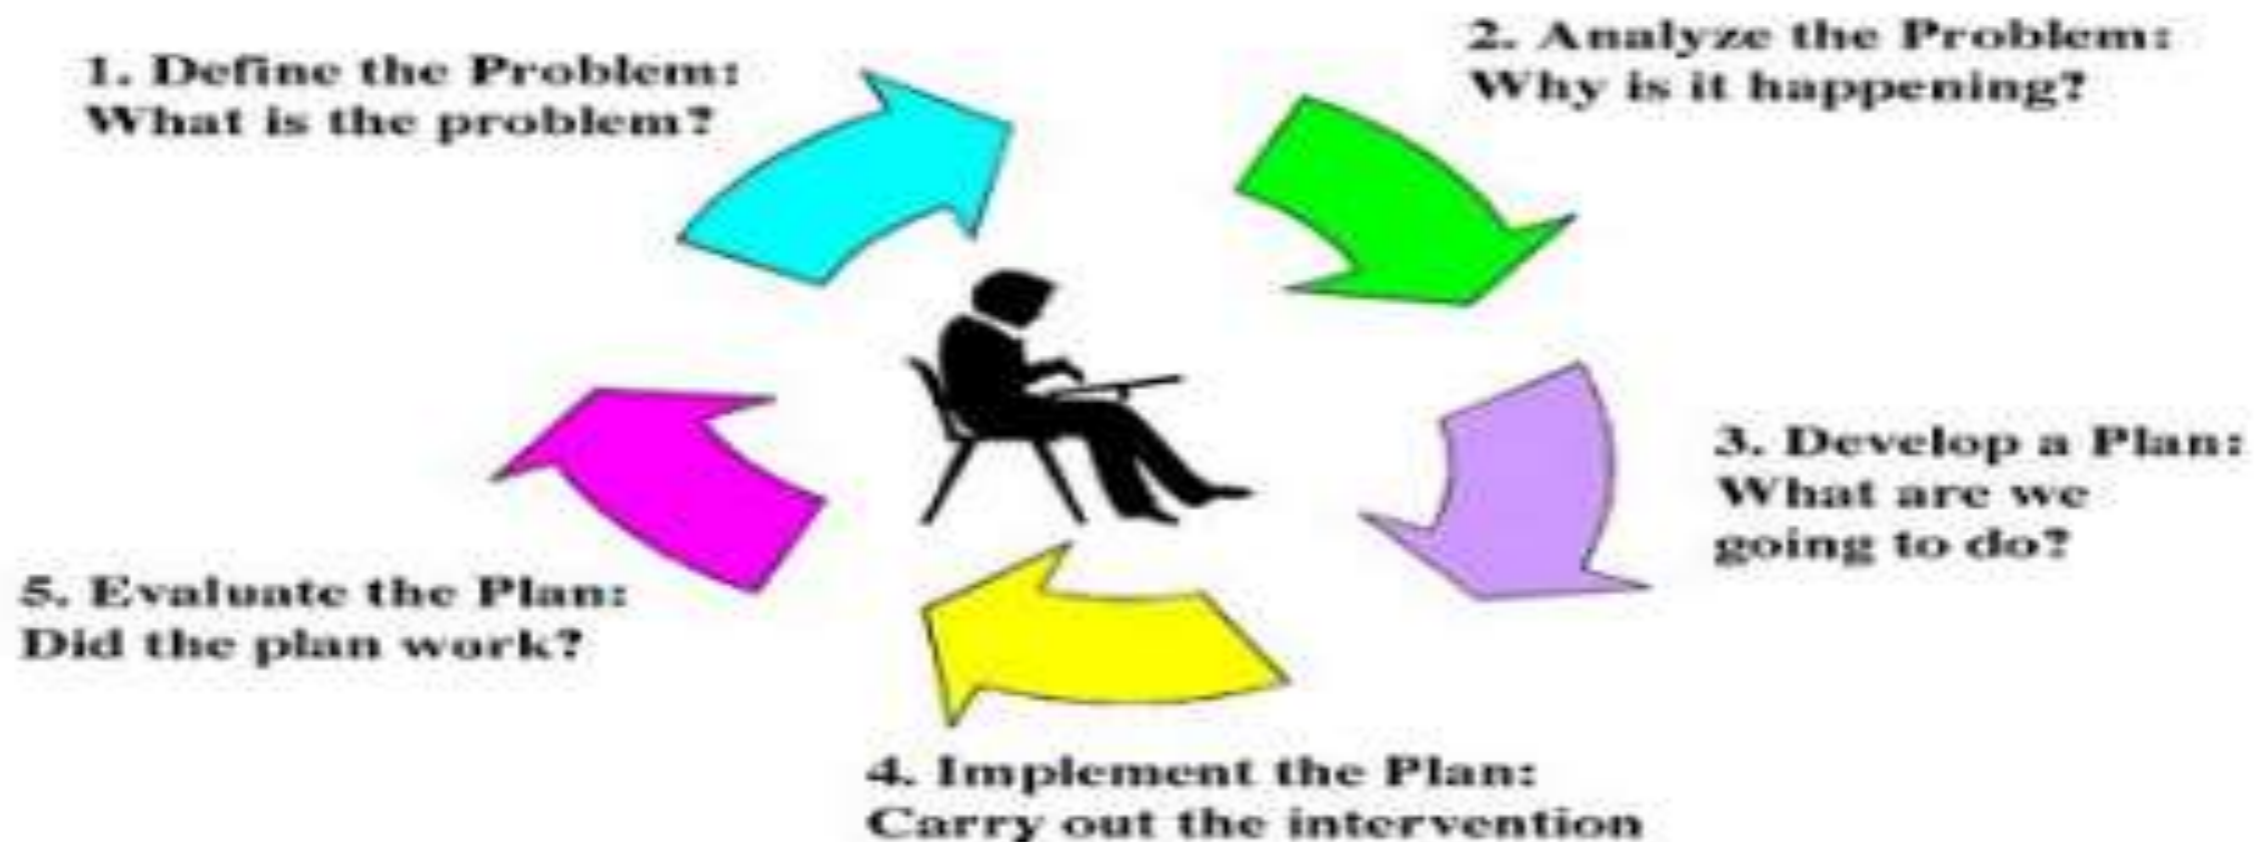 1. Define the Problem:
What is the problem?
2. Analyze the Problem:
Why is it happening?
3. Develop a Plan:
What are we
going to do?
4. Implement the Plan:
Carry out the intervention
5. Evaluate the Plan:
Did the plan work?